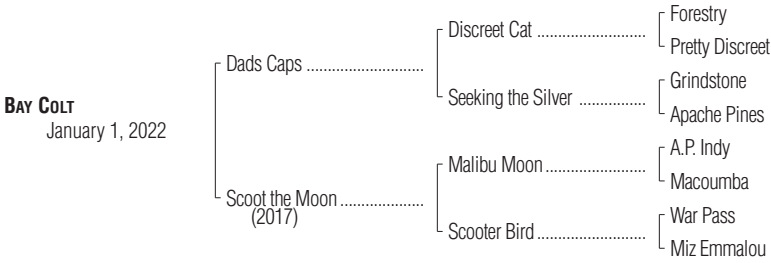 Forestry
Discreet Cat ..........................
Pretty Discreet
Dads Caps ............................
Grindstone
Seeking the Silver ................
Apache Pines
BAY COLT
January 1, 2022
A.P. Indy
Malibu Moon ........................
Macoumba
Scoot the Moon ....................
(2017)
War Pass
Scooter Bird ..........................
Miz Emmalou